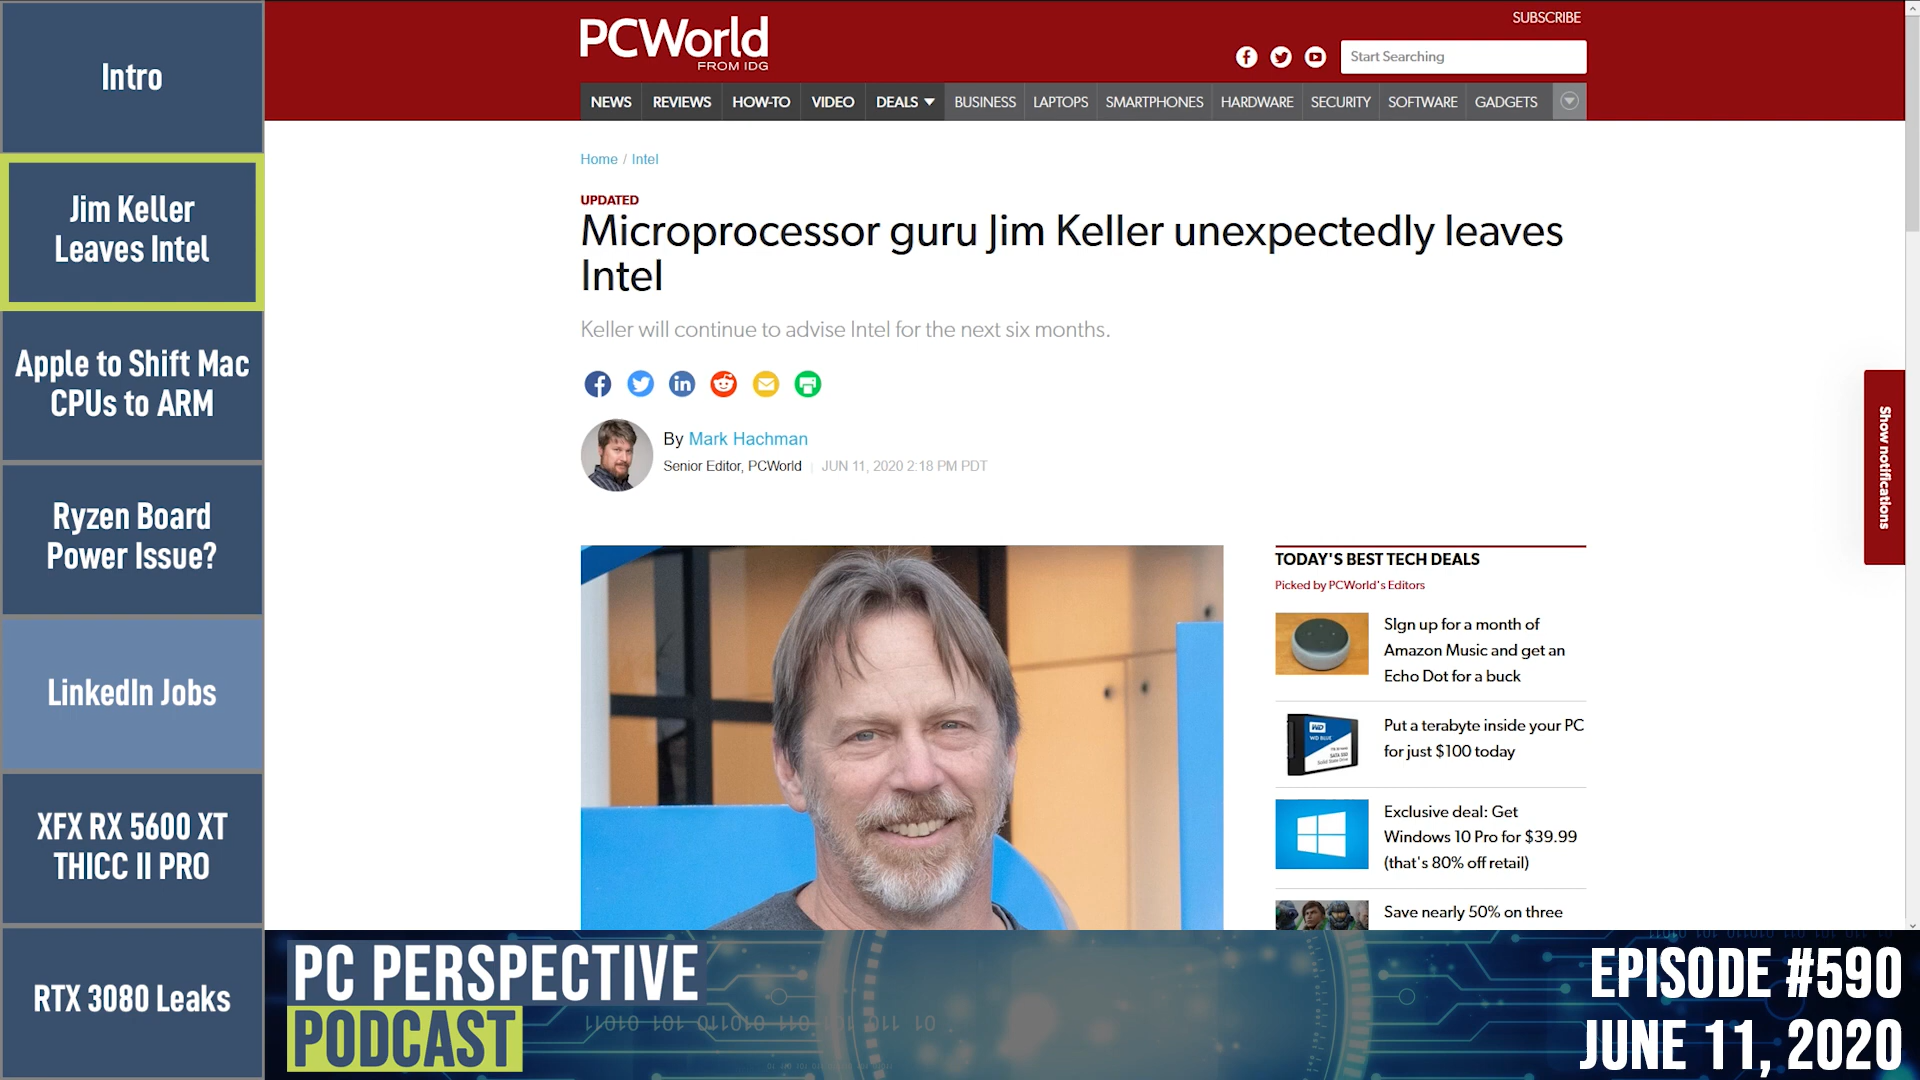 Intro
Jim Keller
Leaves Intel
Apple to Shift Mac
CPUs to ARM
Ryzen Board
Power Issue?
LinkedIn Jobs
XFX RX 5600 XT
THICC II PRO
RTX 3080 Leaks
PCWorld
FROM IDG
SUBSCRIBE
Start Searching
NEWS REVIEWS HOW-TO VIDEO DEALS BUSINESS LAPTOPS SMARTPHONES HARDWARE SECURITY SOFTWARE GADGETS
Home / Intel
UPDATED
Microprocessor guru Jim Keller unexpectedly leaves
Intel
Keller will continue to advise Intel for the next six months.
By Mark Hachman
Senior Editor, PCWorld | JUN 11, 2020 2:18 PM PDT
Show notifications
TODAY'S BEST TECH DEALS
Picked by PCWorld's Editors
SIgn up for a month of
Amazon Music and get an
Echo Dot for a buck
WD
WD BLUE
Put a terabyte inside your PC
for just $100 today
Exclusive deal: Get
Windows 10 Pro for $39.99
(that's 80% off retail)
Save nearly 50% on three
PC PERSPECTIVE
PODCAST
EPISODE #590
JUNE 11, 2020